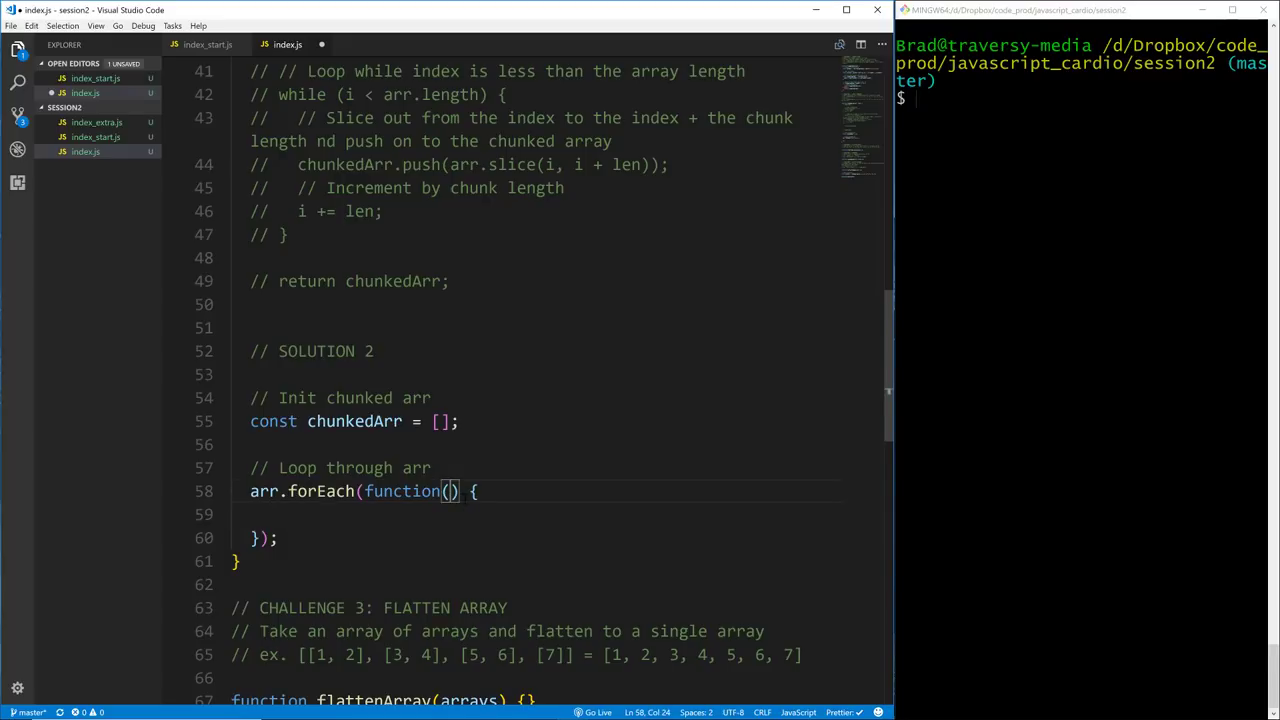 index.js - session2 - Visual Studio Code
File Edit Selection View Go Debug Tasks Help
EXPLORER
OPEN EDITORS 1 UNSAVED
index_start.js U
index.js U
SESSION2
index_extra.js U
index_start.js U
index.js U
index_start.js index.js
41 // Loop while index is less than the array length
42 // while (i < arr.length) {
43 //   // Slice out from the index to the index + the chunk
length and push on to the chunked array
44 //   chunkedArr.push(arr.slice(i, i + len));
45 //   // Increment by chunk length
46 //   i += len;
47 // }
48
49 // return chunkedArr;
50
51
52 // SOLUTION 2
53
54 // Init chunked arr
55 const chunkedArr = [];
56
57 // Loop through arr
58 arr.forEach(function() {
59
60 });
61 }
62
63 // CHALLENGE 3: FLATTEN ARRAY
64 // Take an array of arrays and flatten to a single array
65 // ex. [[1, 2], [3, 4], [5, 6], [7]] = [1, 2, 3, 4, 5, 6, 7]
66
67 function flattenArray(arrays) {}
master* 0 0 Go Live Ln 58, Col 24 Spaces: 2 UTF-8 CRLF JavaScript Prettier: ✓
MINGW64:/d/Dropbox/code_prod/javascript_cardio/session2
Brad@traversy-media /d/Dropbox/code_
prod/javascript_cardio/session2 (mas
ter)
$